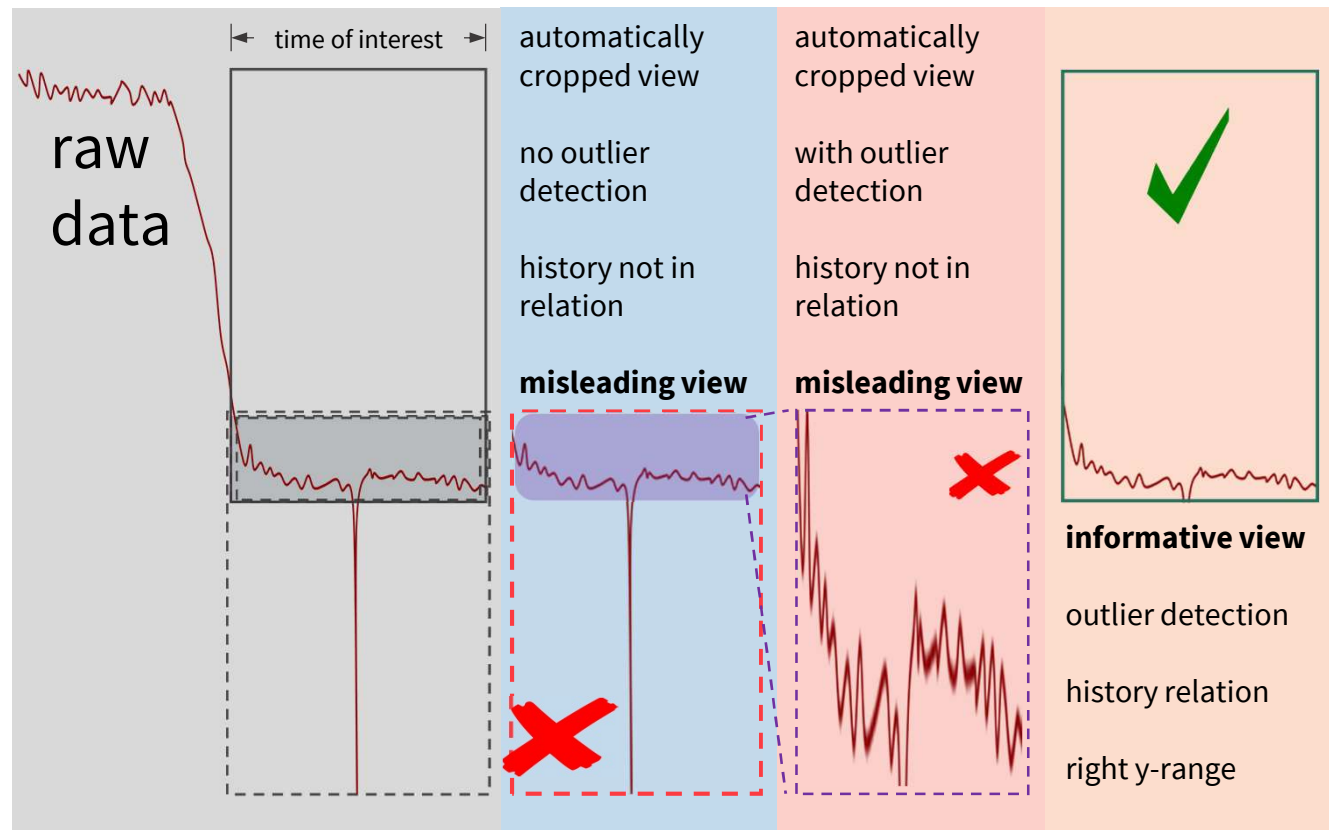 time of interest
raw
data
automatically
cropped view
no outlier
detection
history not in
relation
misleading view
automatically
cropped view
with outlier
detection
history not in
relation
misleading view
informative view
outlier detection
history relation
right y-range